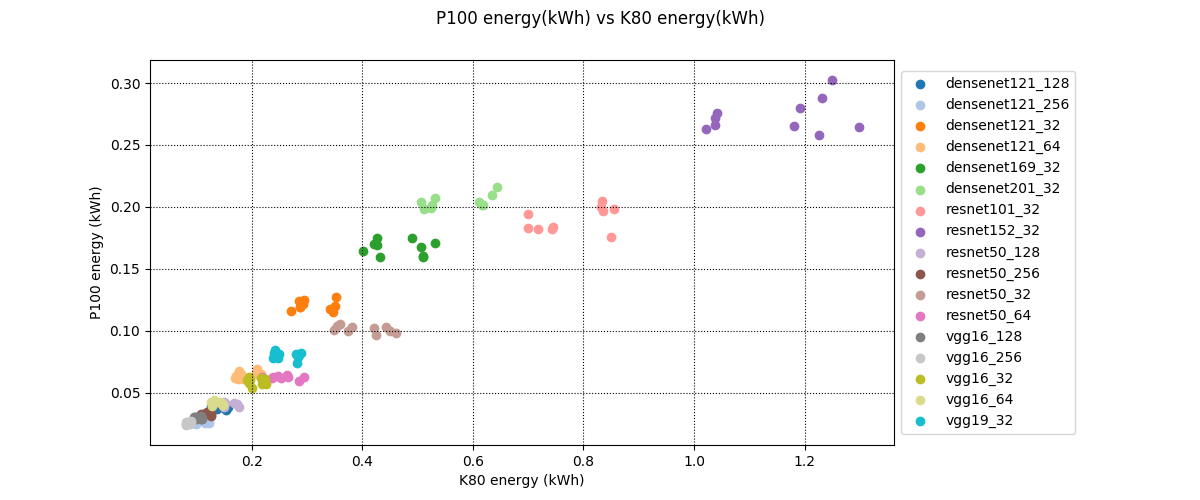 P100 energy(kWh) vs K80 energy(kWh)
P100 energy (kWh)
0.30
0.25
0.20
0.15
0.10
0.05
0.2 0.4 0.6 0.8 1.0 1.2
K80 energy (kWh)
densenet121_128
densenet121_256
densenet121_32
densenet121_64
densenet169_32
densenet201_32
resnet101_32
resnet152_32
resnet50_128
resnet50_256
resnet50_32
resnet50_64
vgg16_128
vgg16_256
vgg16_32
vgg16_64
vgg19_32